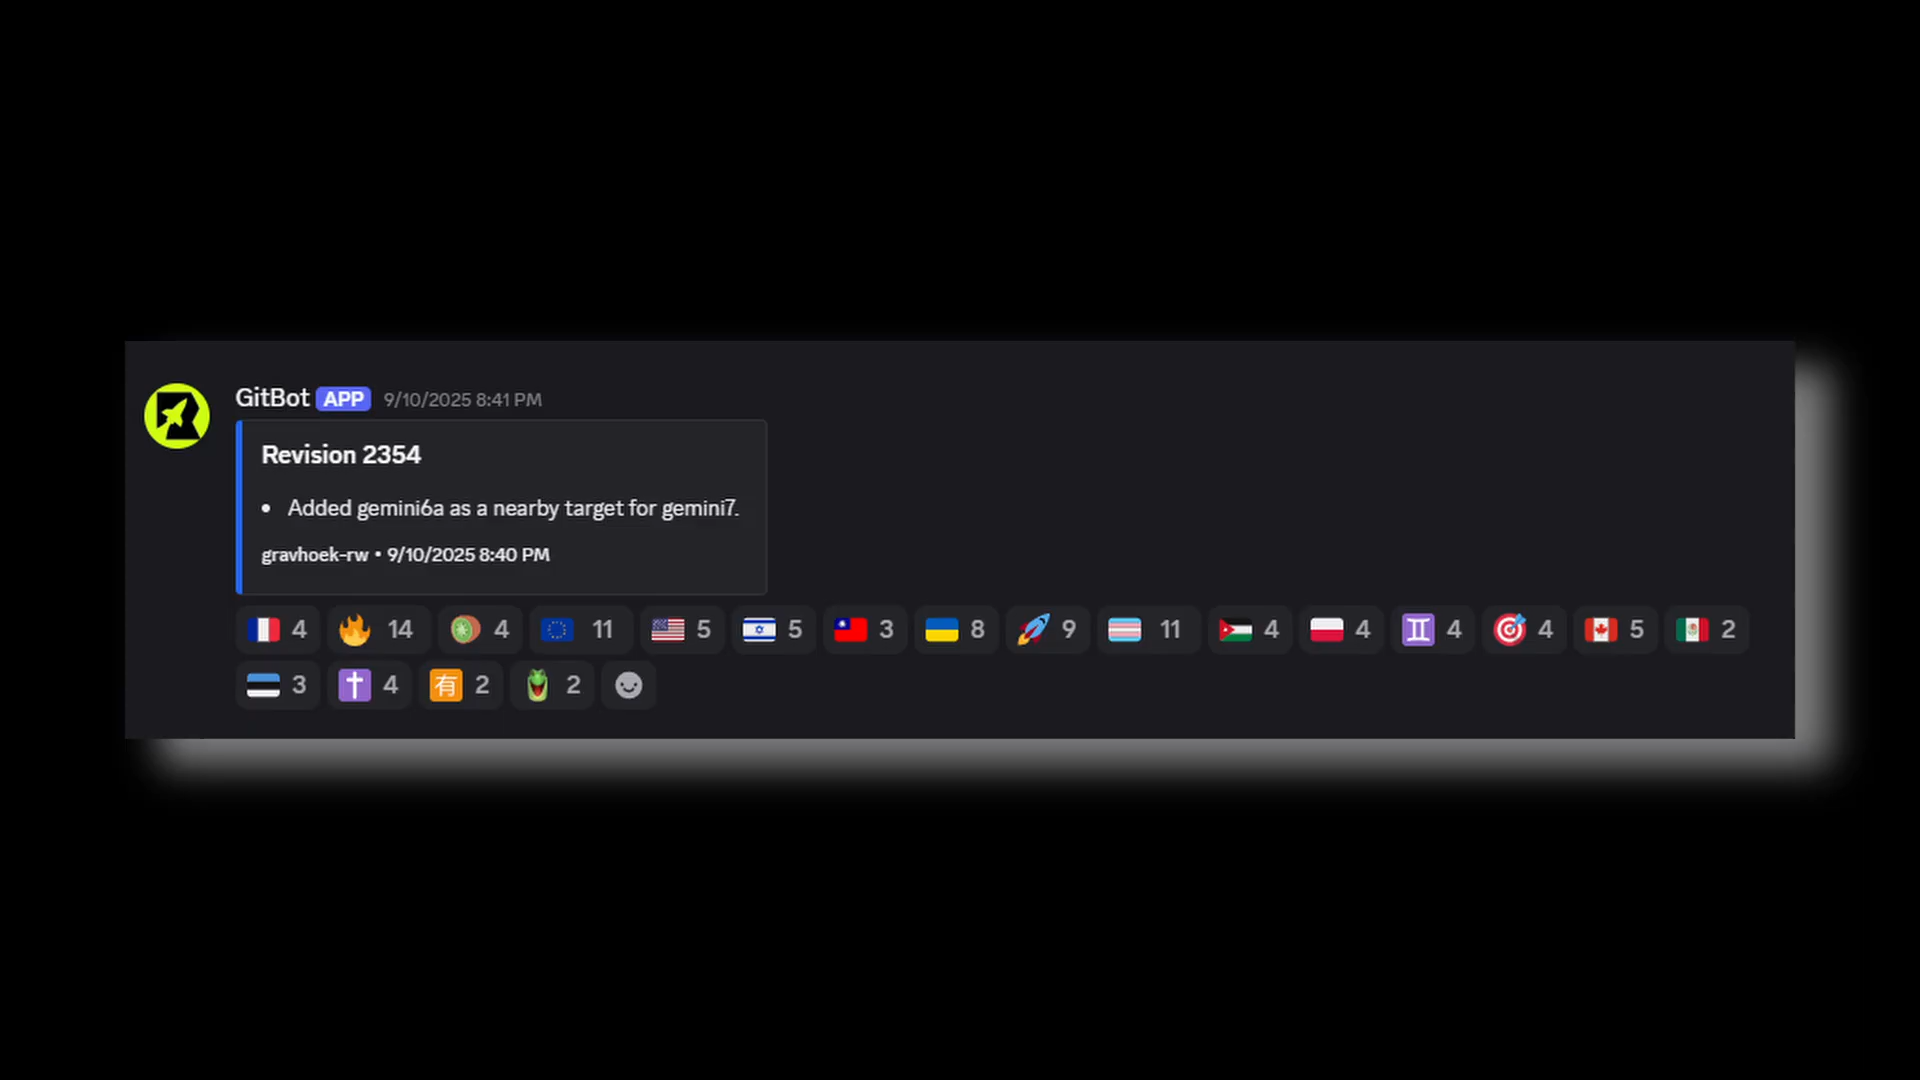 GitBot APP 9/10/2025 8:41 PM
Revision 2354
• Added gemini6a as a nearby target for gemini7.
gravhoek-rw • 9/10/2025 8:40 PM
4 14 4 11 5 5 3 8 9 11 4 4 4 4 5 2
3 4 有 2 2